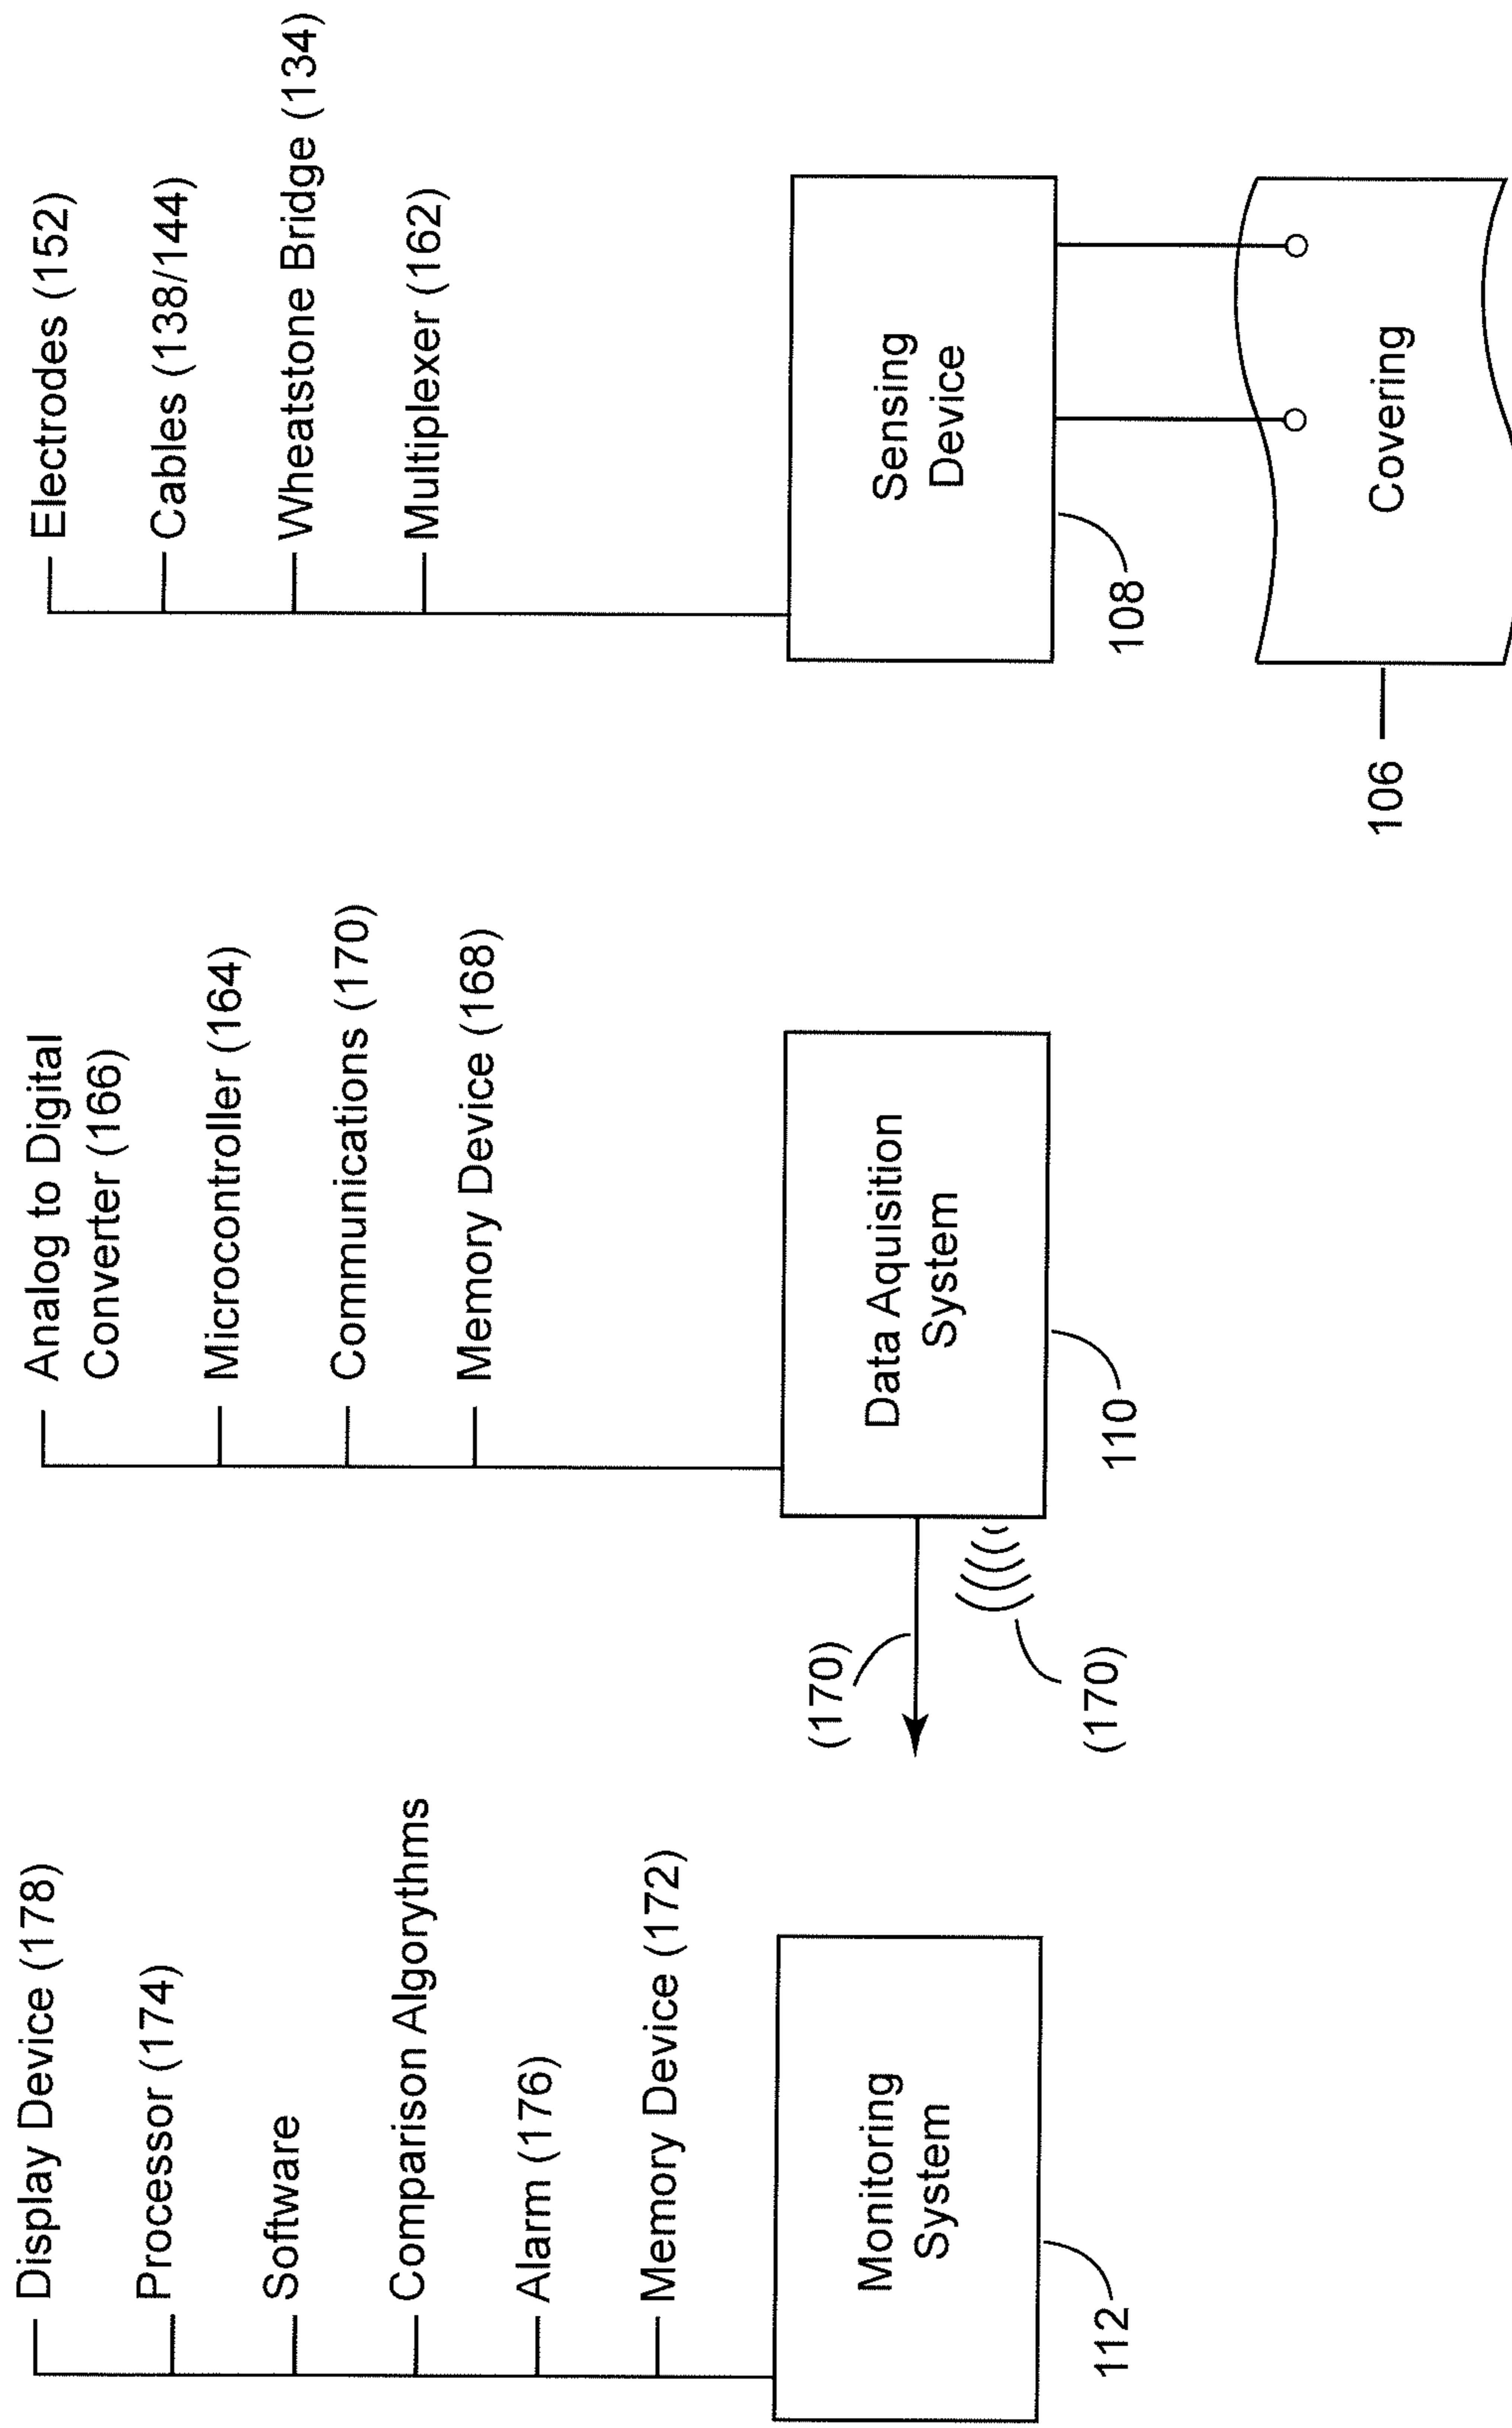 Display Device (178)
Processor (174)
Software
Comparison Algorythms
Alarm (176)
Memory Device (172)
Monitoring
System
112
Analog to Digital
Converter (166)
Microcontroller (164)
Communications (170)
Memory Device (168)
Data Aquisition
System
110
(170)
(170)
Electrodes (152)
Cables (138/144)
Wheatstone Bridge (134)
Multiplexer (162)
Sensing
Device
108
Covering
106